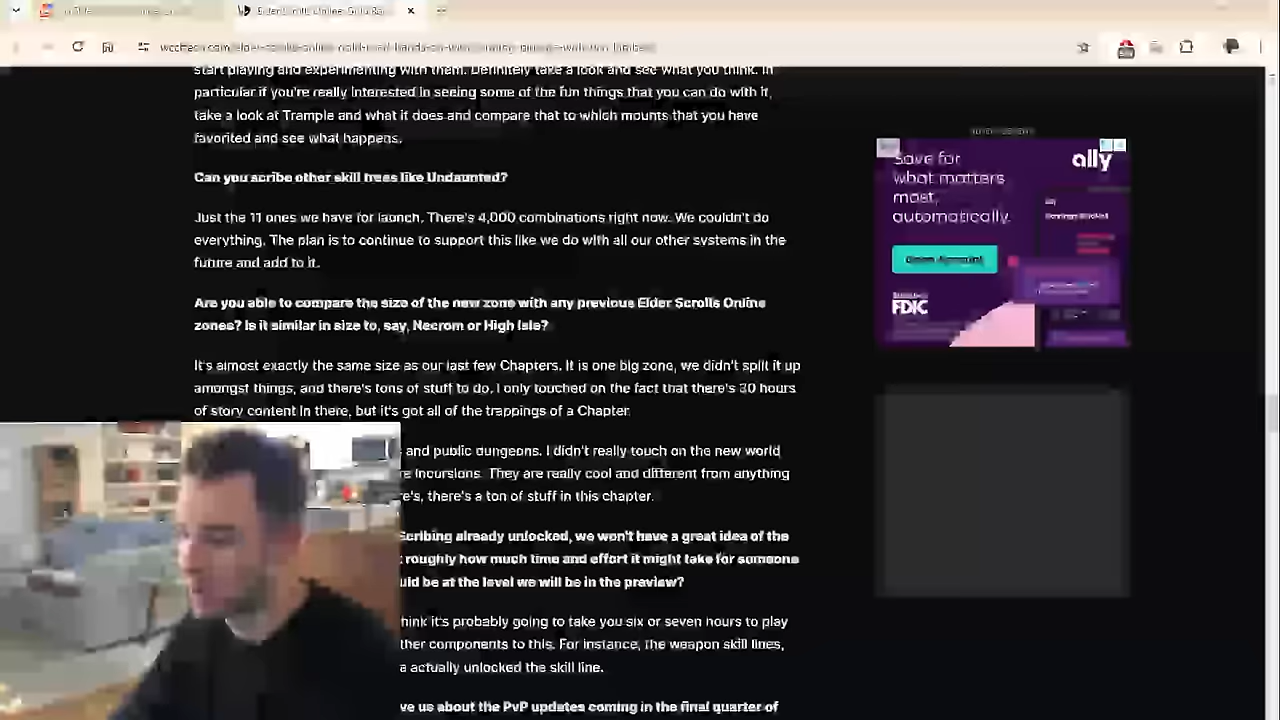 start playing and experimenting with them. Definitely take a look and see what you think. In
particular if you're really interested in seeing some of the fun things that you can do with it,
take a look at Trample and what it does and compare that to which mounts that you have
favorited and see what happens.
Can you scribe other skill trees like Undaunted?
Just the 11 ones we have for launch. There's 4,000 combinations right now. We couldn't do
everything. The plan is to continue to support this like we do with all our other systems in the
future and add to it.
Are you able to compare the size of the new zone with any previous Elder Scrolls Online
zones? Is it similar in size to, say, Necrom or High Isle?
It's almost exactly the same size as our last few Chapters. It is one big zone, we didn't split it up
amongst things, and there's tons of stuff to do. I only touched on the fact that there's 30 hours
of story content in there, but it's got all of the trappings of a Chapter.
and public dungeons. I didn't really touch on the new world
Incursions. They are really cool and different from anything
there's a ton of stuff in this chapter.
Scribing already unlocked, we won't have a great idea of the
roughly how much time and effort it might take for someone
be at the level we will be in the preview?
think it's probably going to take you six or seven hours to play
other components to this. For instance, the weapon skill lines,
actually unlocked the skill line.
us about the PvP updates coming in the final quarter of
Save for
what matters
most,
automatically.
ally
FDIC